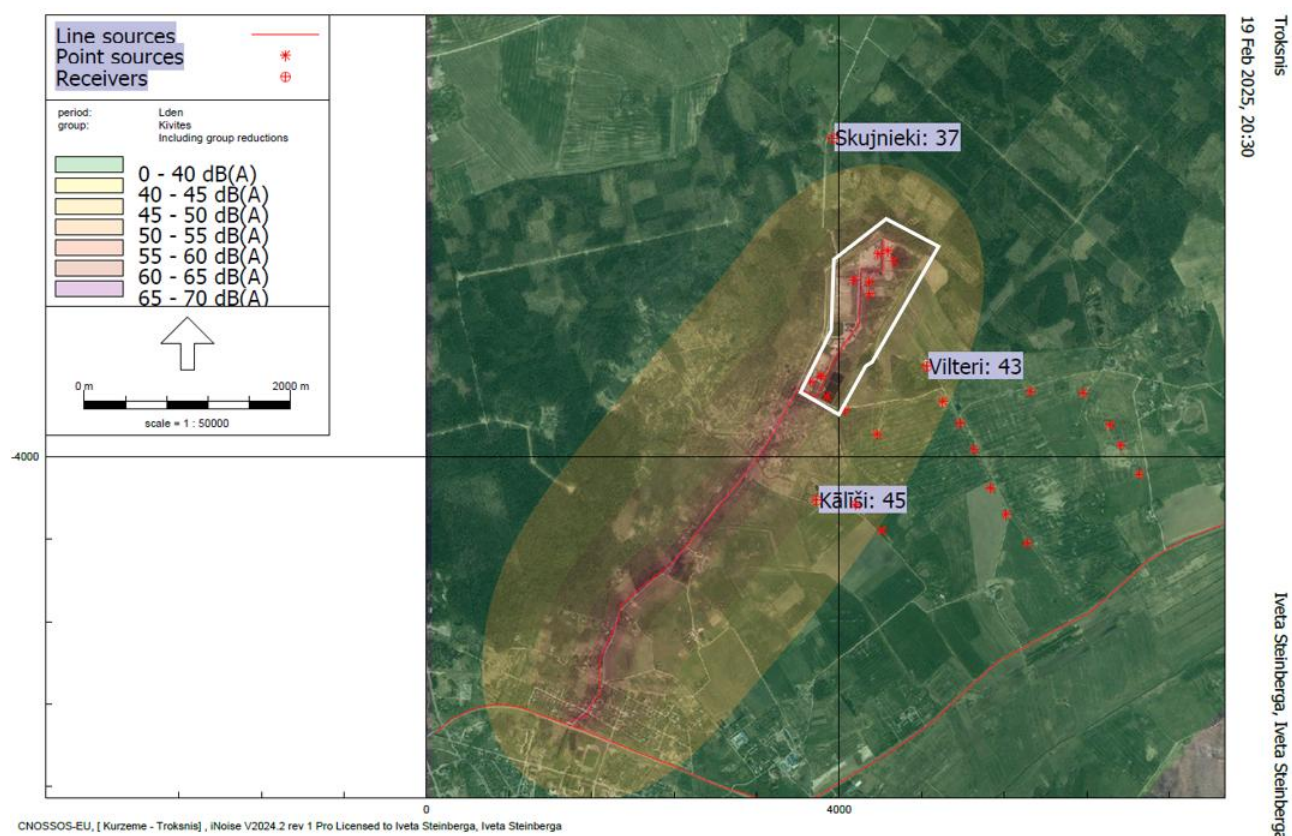 Line sources
Point sources
Receivers
period: Lden
group: Kivites
Including group reductions
0 - 40 dB(A)
40 - 45 dB(A)
45 - 50 dB(A)
50 - 55 dB(A)
55 - 60 dB(A)
60 - 65 dB(A)
65 - 70 dB(A)
0 m 2000 m
scale = 1 : 50000
Skujnieki: 37
Vilteri: 43
Kālīši: 45
-4000
0
4000
Troksnis
19 Feb 2025, 20:30
Iveta Steinberga, Iveta Steinberga
CNOSSOS-EU, [ Kurzeme - Troksnis] , iNoise V2024.2 rev 1 Pro Licensed to Iveta Steinberga, Iveta Steinberga